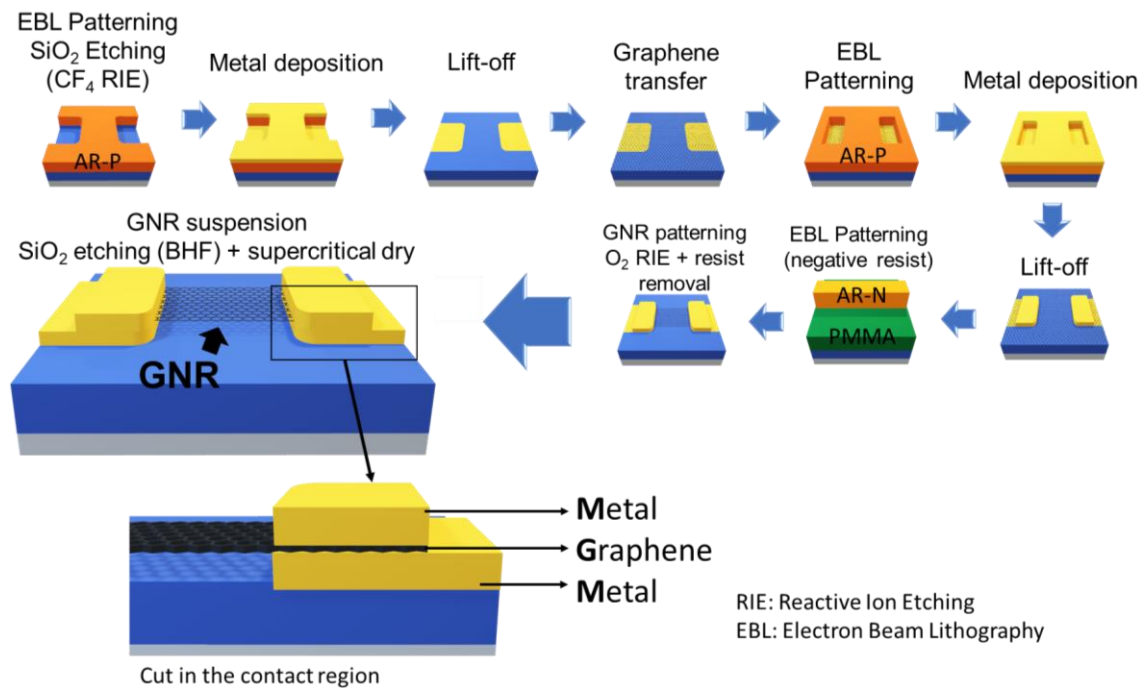 EBL Patterning
SiO₂ Etching
(CF₄ RIE)
AR-P
Metal deposition
Lift-off
Graphene
transfer
EBL
Patterning
AR-P
Metal deposition
Lift-off
EBL Patterning
(negative resist)
AR-N
PMMA
GNR patterning
O₂ RIE + resist
removal
GNR suspension
SiO₂ etching (BHF) + supercritical dry
GNR
Metal
Graphene
Metal
Cut in the contact region
RIE: Reactive Ion Etching
EBL: Electron Beam Lithography